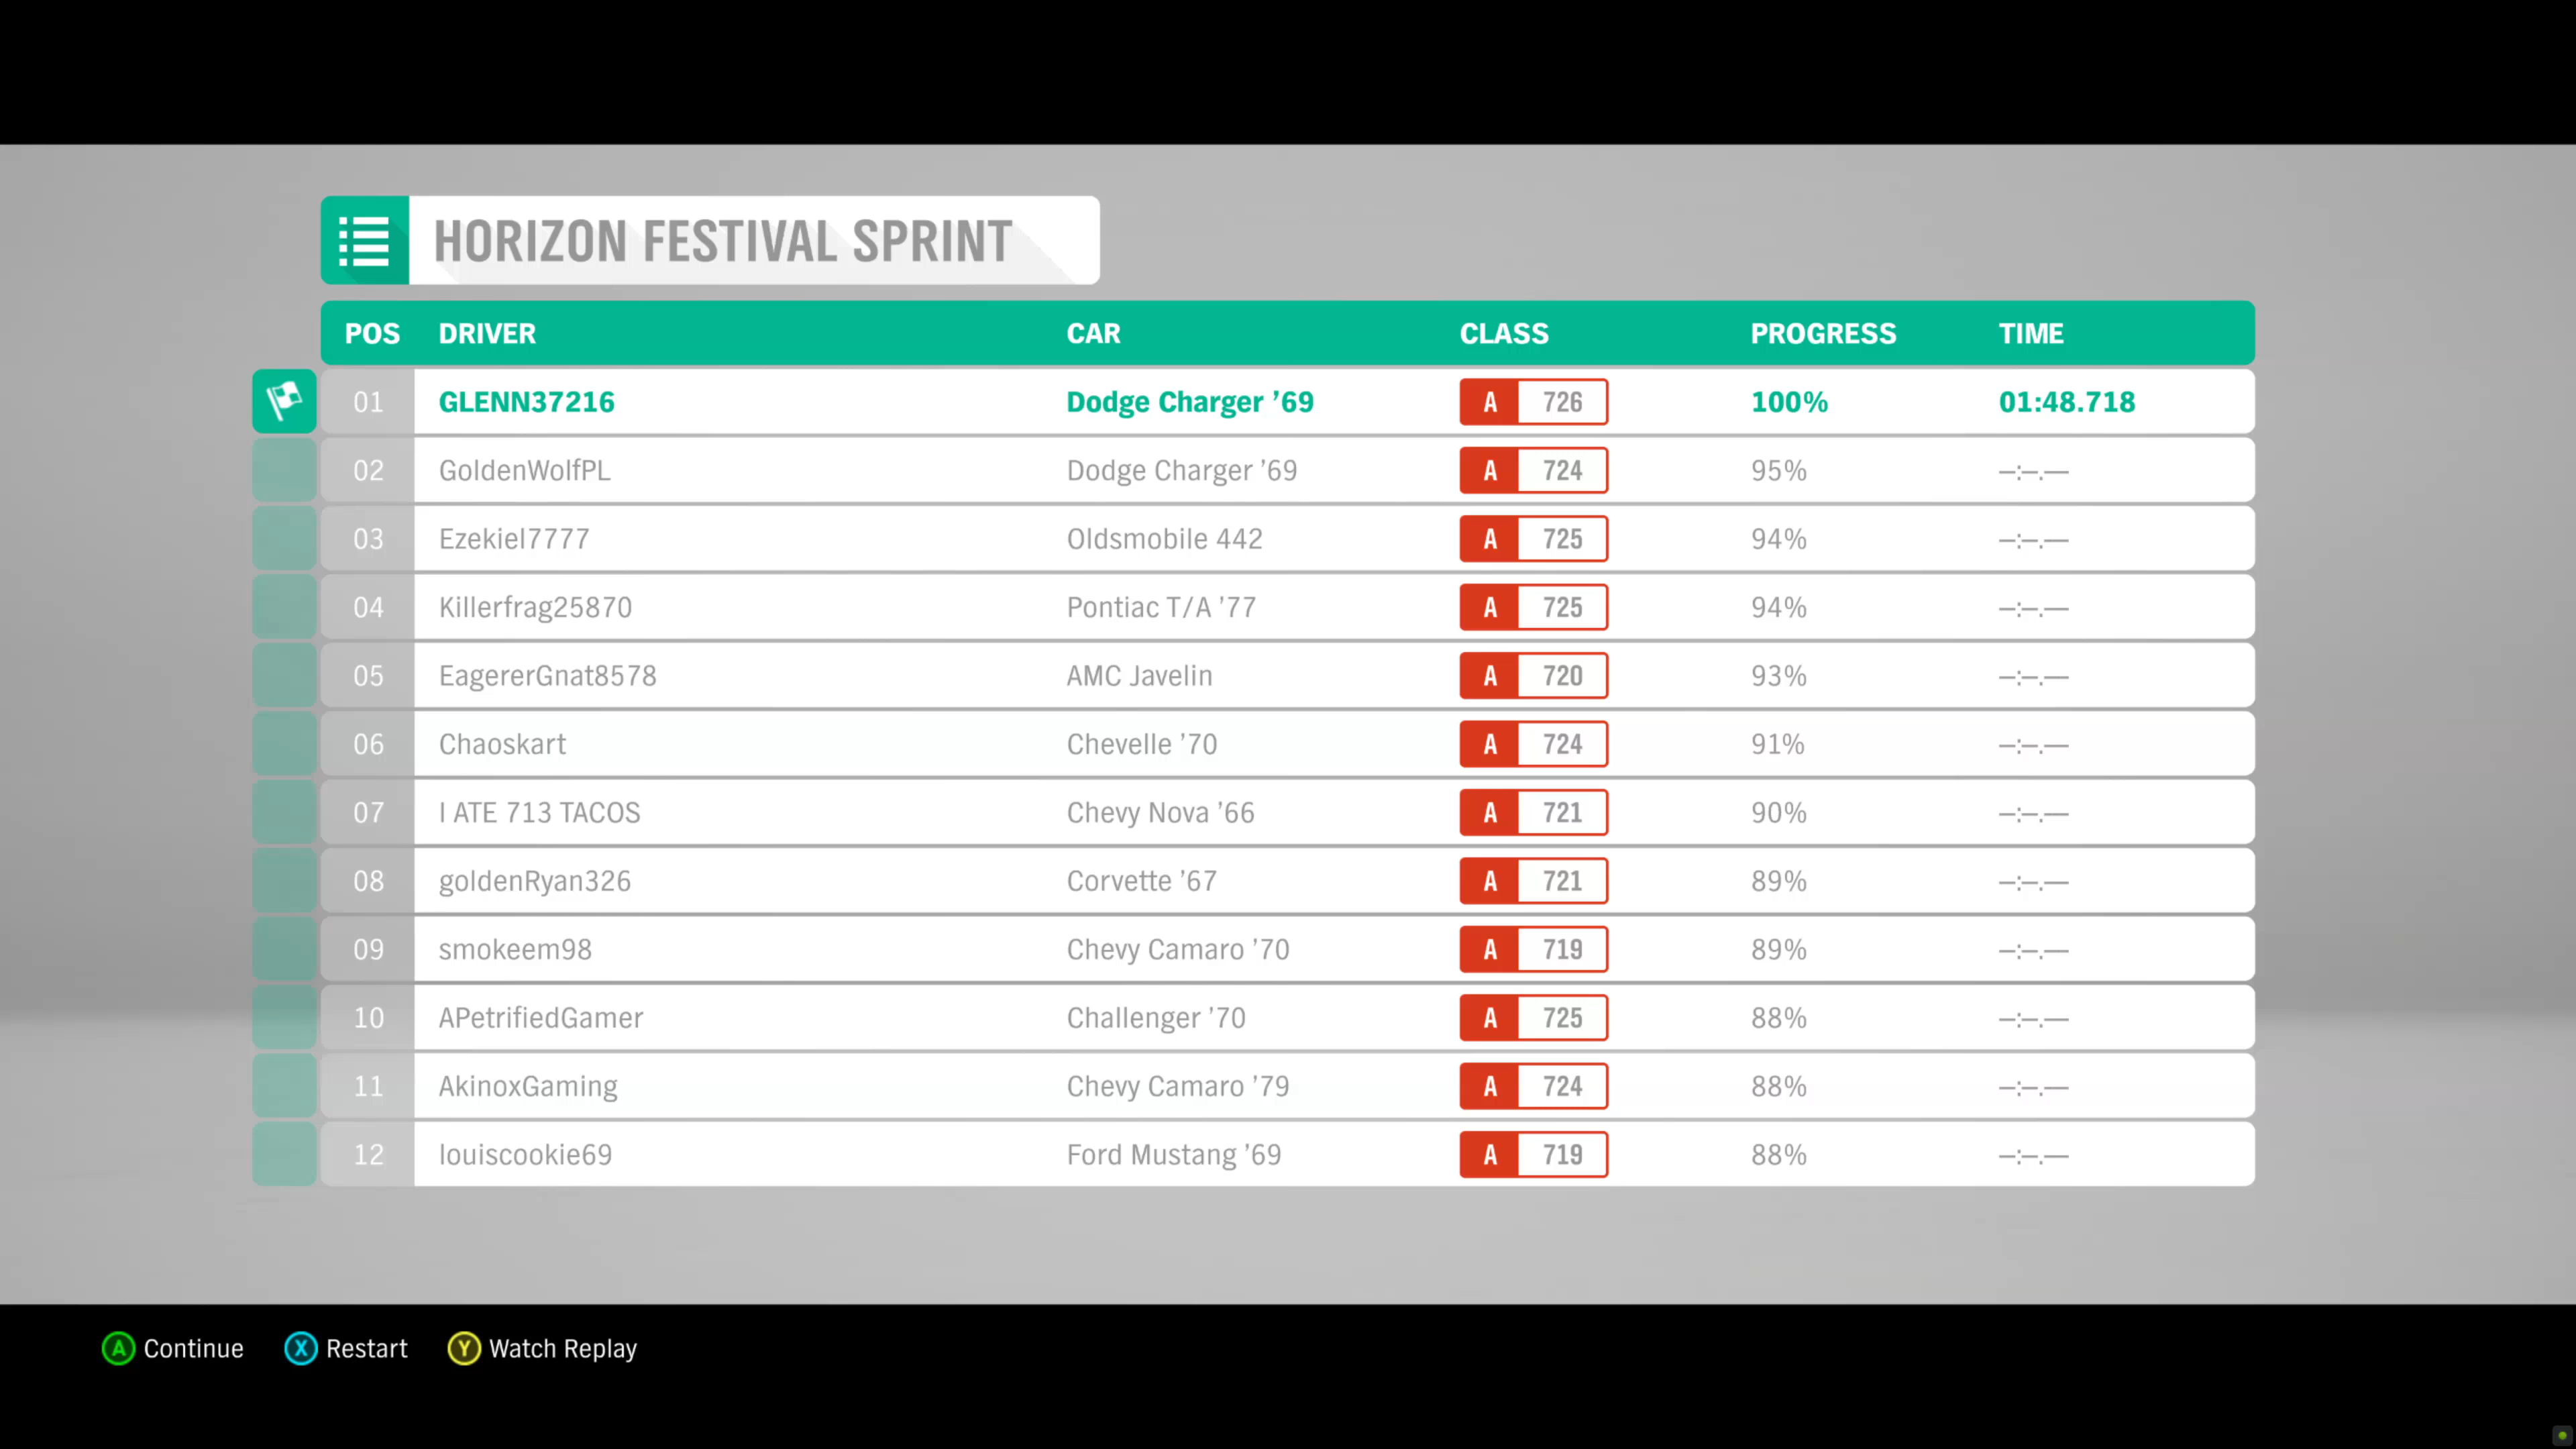 HORIZON FESTIVAL SPRINT
POS DRIVER CAR CLASS PROGRESS TIME
01 GLENN37216 Dodge Charger ’69 A 726 100% 01:48.718
02 GoldenWolfPL Dodge Charger ’69 A 724 95% –:–.—
03 Ezekiel7777 Oldsmobile 442 A 725 94% –:–.—
04 Killerfrag25870 Pontiac T/A ’77 A 725 94% –:–.—
05 EagererGnat8578 AMC Javelin A 720 93% –:–.—
06 Chaoskart Chevelle ’70 A 724 91% –:–.—
07 I ATE 713 TACOS Chevy Nova ’66 A 721 90% –:–.—
08 goldenRyan326 Corvette ’67 A 721 89% –:–.—
09 smokeem98 Chevy Camaro ’70 A 719 89% –:–.—
10 APetrifiedGamer Challenger ’70 A 725 88% –:–.—
11 AkinoxGaming Chevy Camaro ’79 A 724 88% –:–.—
12 louiscookie69 Ford Mustang ’69 A 719 88% –:–.—
A Continue X Restart Y Watch Replay